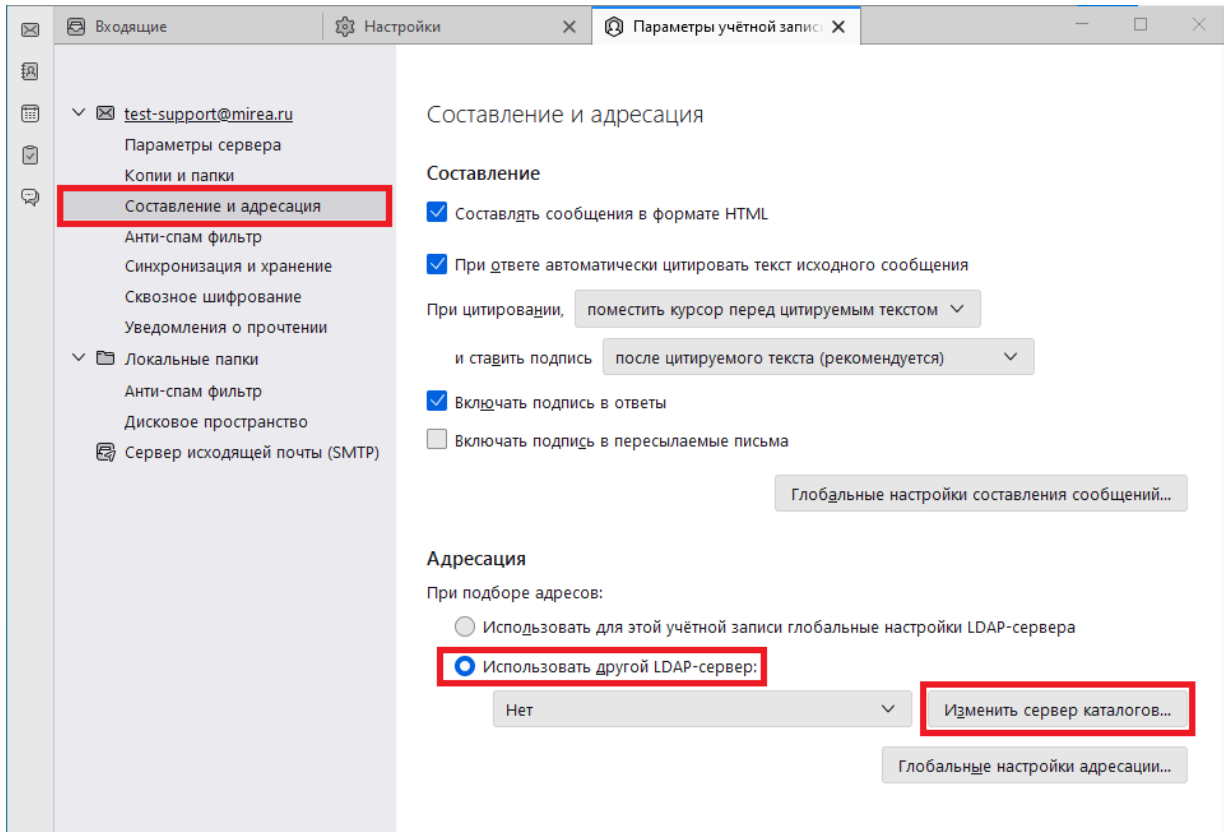 Входящие
Настройки
Параметры учётной запис
test-support@mirea.ru
Параметры сервера
Копии и папки
Составление и адресация
Анти-спам фильтр
Синхронизация и хранение
Сквозное шифрование
Уведомления о прочтении
Локальные папки
Анти-спам фильтр
Дисковое пространство
Сервер исходящей почты (SMTP)
Составление и адресация
Составление
Составлять сообщения в формате HTML
При ответе автоматически цитировать текст исходного сообщения
При цитировании, поместить курсор перед цитируемым текстом
и ставить подпись после цитируемого текста (рекомендуется)
Включать подпись в ответы
Включать подпись в пересылаемые письма
Глобальные настройки составления сообщений...
Адресация
При подборе адресов:
Использовать для этой учётной записи глобальные настройки LDAP-сервера
Использовать другой LDAP-сервер:
Нет
Изменить сервер каталогов...
Глобальные настройки адресации...